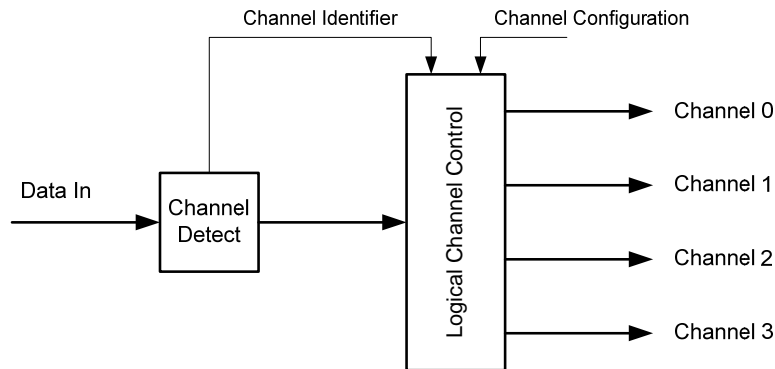 Channel Identifier
Channel Configuration
Data In
Channel
Detect
Logical Channel Control
Channel 0
Channel 1
Channel 2
Channel 3